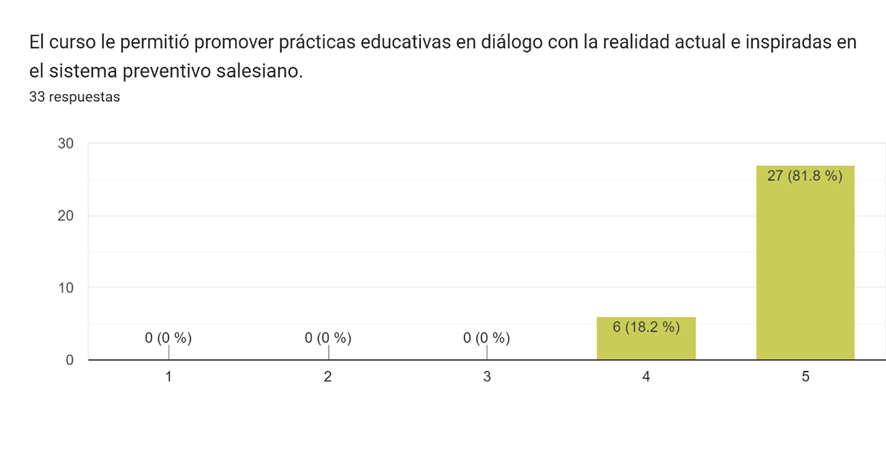 El curso le permitió promover prácticas educativas en diálogo con la realidad actual e inspiradas en
el sistema preventivo salesiano.
33 respuestas
30
20
10
0
0 (0 %)
0 (0 %)
0 (0 %)
6 (18.2 %)
27 (81.8 %)
1
2
3
4
5